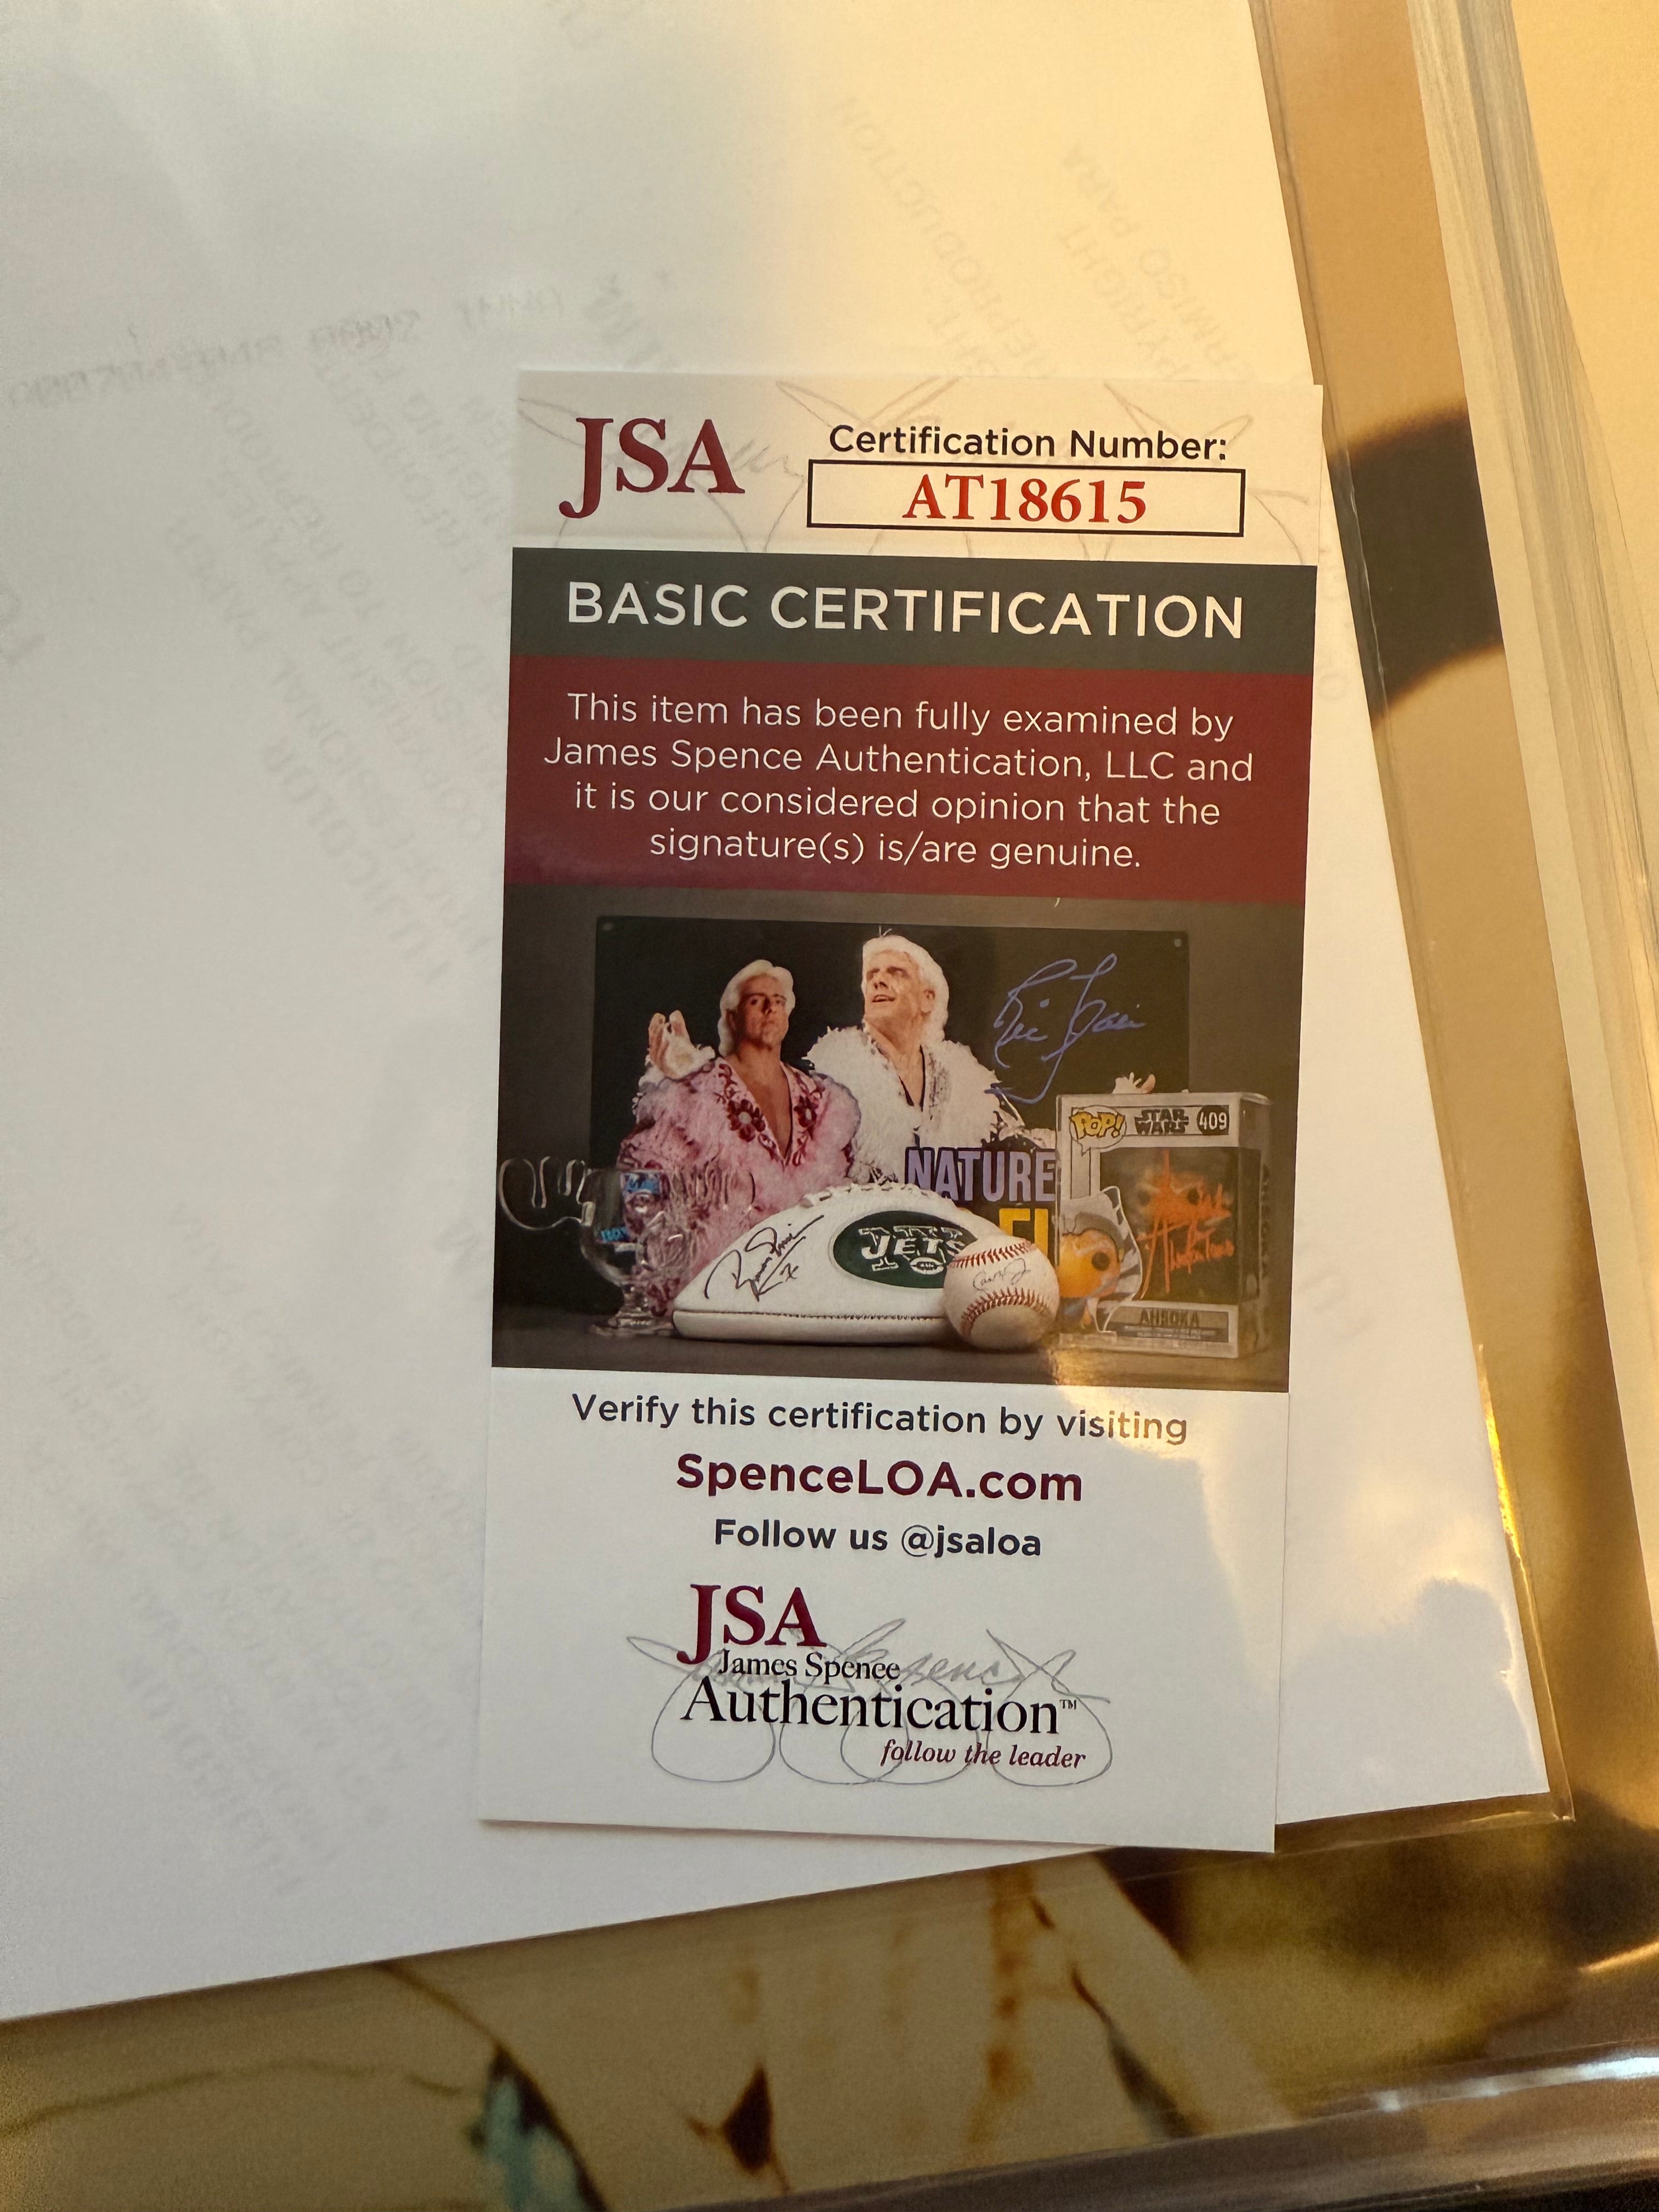 JSA
Certification Number:
AT18615
BASIC CERTIFICATION
This item has been fully examined by
James Spence Authentication, LLC and
it is our considered opinion that the
signature(s) is/are genuine.
NATURE
POP!
STAR
WARS
409
JETS
AHSOKA
Verify this certification by visiting
SpenceLOA.com
Follow us @jsaloa
JSA
James Spence
Authentication™
follow the leader